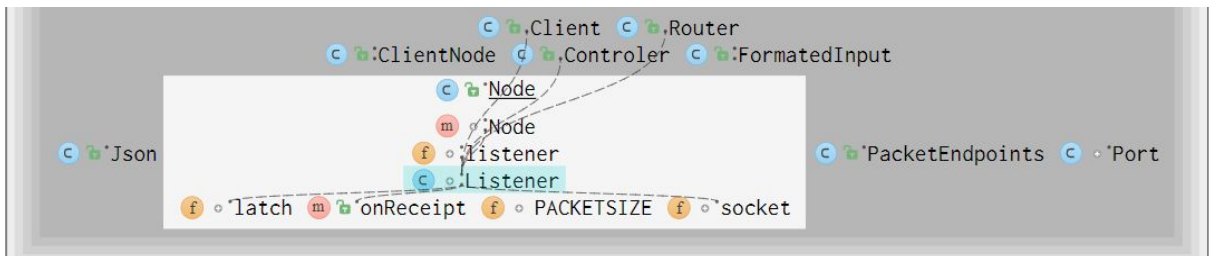 C Client C Router
C ClientNode C Controler C FormatedInput
C Node
m Node
C Json f listener C PacketEndpoints C Port
C Listener
f latch m onReceipt f PACKETSIZE f socket